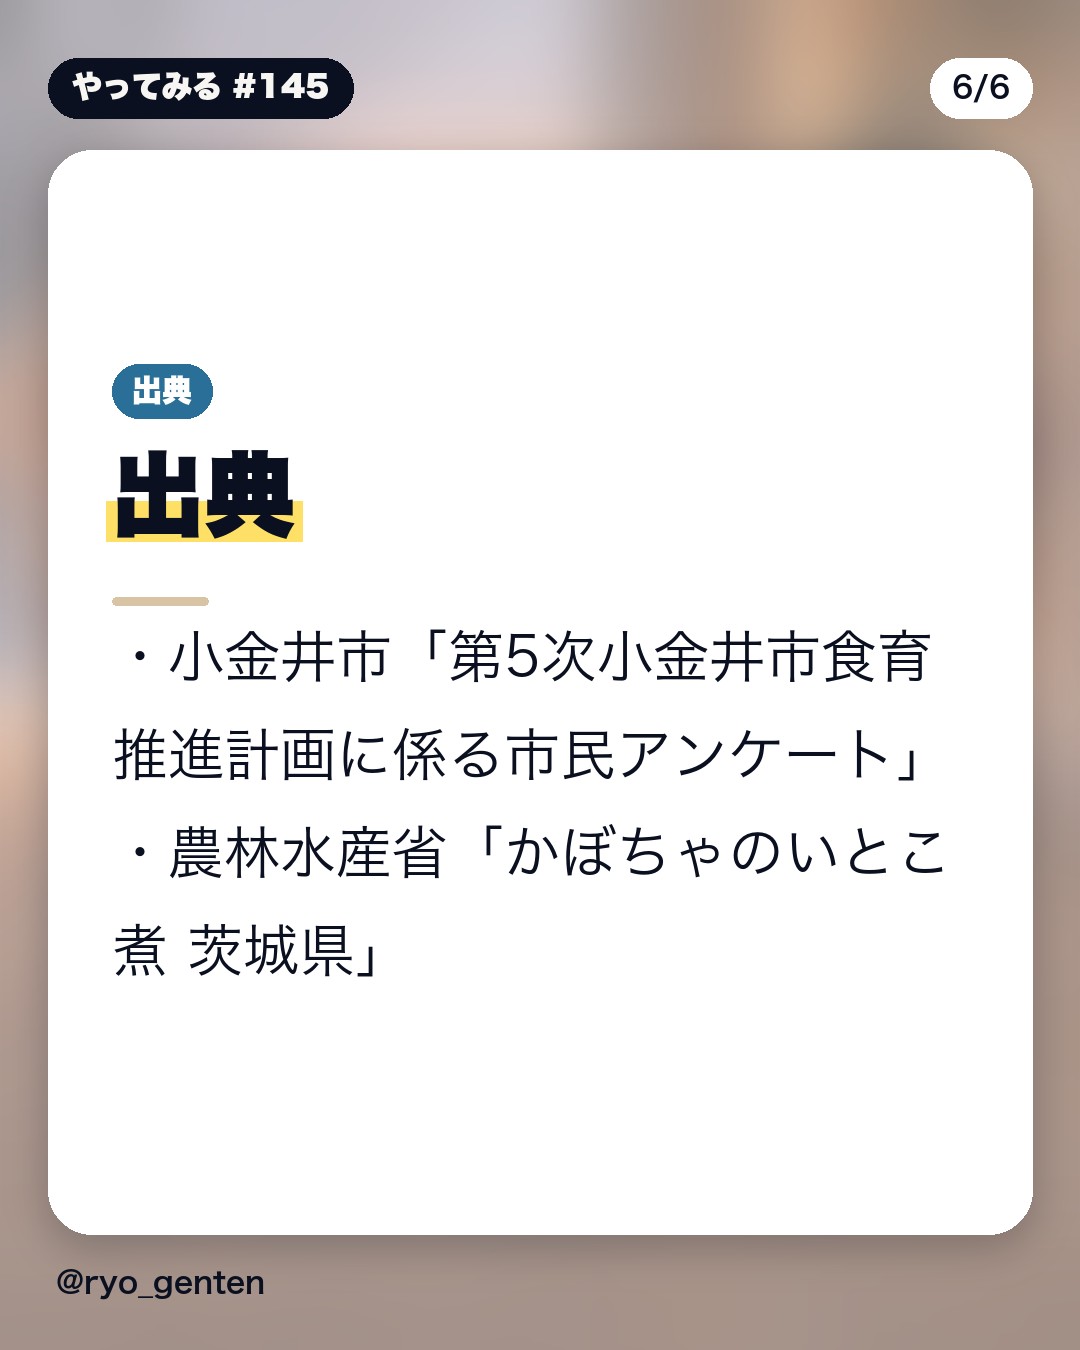 やってみる #145
6/6
出典
出典
・小金井市「第5次小金井市食育
推進計画に係る市民アンケート」
・農林水産省「かぼちゃのいとこ
煮 茨城県」
@ryo_genten